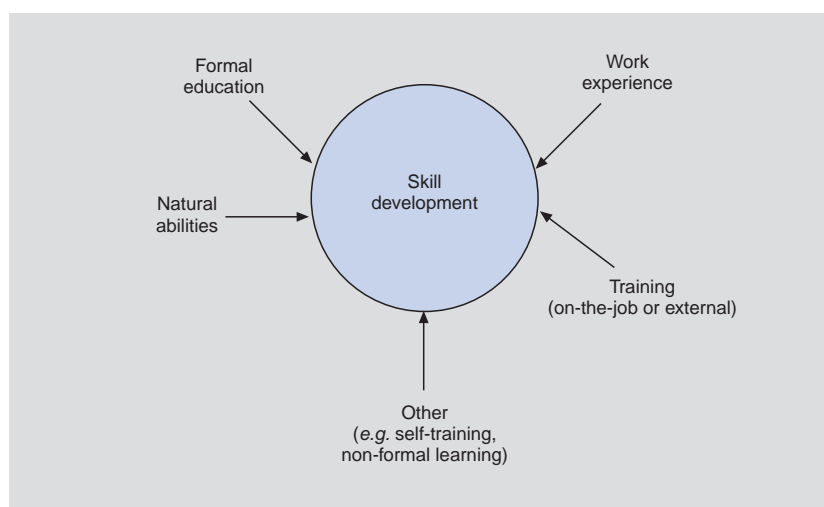 Formal
education
Work
experience
Skill
development
Natural
abilities
Training
(on-the-job or external)
Other
(e.g. self-training,
non-formal learning)